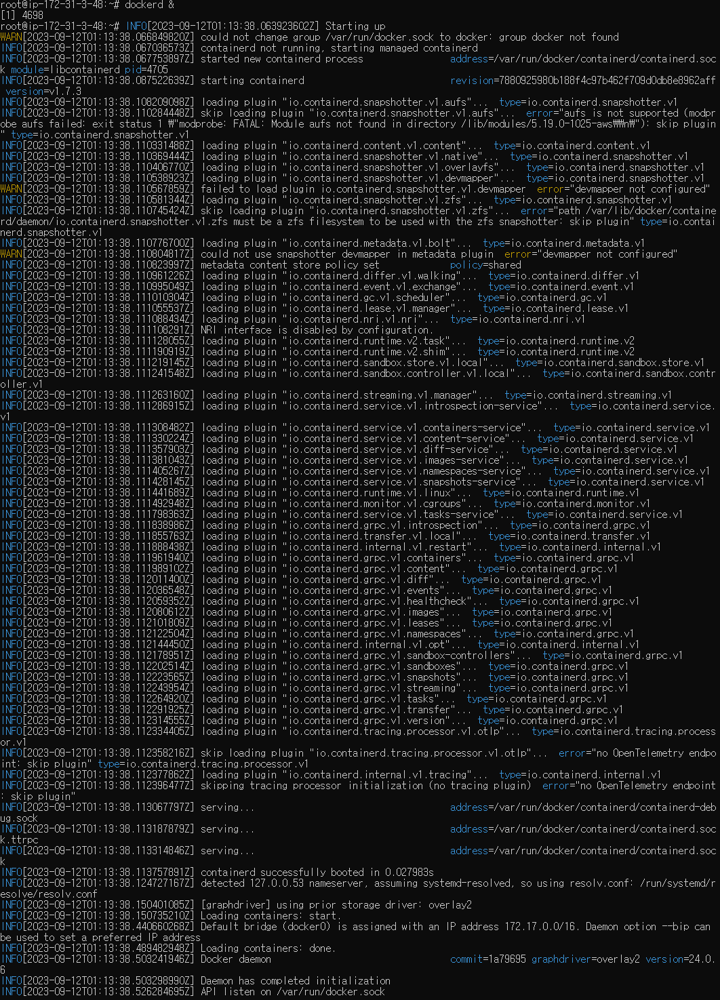 root@ip-172-31-3-48:~# dockerd &
[1] 4698
root@ip-172-31-3-48:~# INFO[2023-09-12T01:13:38.063923602Z] Starting up
WARN[2023-09-12T01:13:38.066849820Z] could not change group /var/run/docker.sock to docker: group docker not found
INFO[2023-09-12T01:13:38.067036573Z] containerd not running, starting managed containerd
INFO[2023-09-12T01:13:38.067753897Z] started new containerd process                address=/var/run/docker/containerd/containerd.soc
k module=libcontainerd pid=4705
INFO[2023-09-12T01:13:38.087522639Z] starting containerd                           revision=7880925980b188f4c97b462f709d0db8e8962aff
 version=v1.7.3
INFO[2023-09-12T01:13:38.108209098Z] loading plugin "io.containerd.snapshotter.v1.aufs"...  type=io.containerd.snapshotter.v1
INFO[2023-09-12T01:13:38.110284448Z] skip loading plugin "io.containerd.snapshotter.v1.aufs"...  error="aufs is not supported (modpr
obe aufs failed: exit status 1 ₩"modprobe: FATAL: Module aufs not found in directory /lib/modules/5.19.0-1025-aws₩₩n₩"): skip plugin
" type=io.containerd.snapshotter.v1
INFO[2023-09-12T01:13:38.110331488Z] loading plugin "io.containerd.content.v1.content"...  type=io.containerd.content.v1
INFO[2023-09-12T01:13:38.110369444Z] loading plugin "io.containerd.snapshotter.v1.native"...  type=io.containerd.snapshotter.v1
INFO[2023-09-12T01:13:38.110406770Z] loading plugin "io.containerd.snapshotter.v1.overlayfs"...  type=io.containerd.snapshotter.v1
INFO[2023-09-12T01:13:38.110538923Z] loading plugin "io.containerd.snapshotter.v1.devmapper"...  type=io.containerd.snapshotter.v1
WARN[2023-09-12T01:13:38.110567859Z] failed to load plugin io.containerd.snapshotter.v1.devmapper  error="devmapper not configured"
INFO[2023-09-12T01:13:38.110581344Z] loading plugin "io.containerd.snapshotter.v1.zfs"...  type=io.containerd.snapshotter.v1
INFO[2023-09-12T01:13:38.110745424Z] skip loading plugin "io.containerd.snapshotter.v1.zfs"...  error="path /var/lib/docker/containe
rd/daemon/io.containerd.snapshotter.v1.zfs must be a zfs filesystem to be used with the zfs snapshotter: skip plugin" type=io.contai
nerd.snapshotter.v1
INFO[2023-09-12T01:13:38.110776700Z] loading plugin "io.containerd.metadata.v1.bolt"...  type=io.containerd.metadata.v1
WARN[2023-09-12T01:13:38.110804817Z] could not use snapshotter devmapper in metadata plugin  error="devmapper not configured"
INFO[2023-09-12T01:13:38.110823997Z] metadata content store policy set             policy=shared
INFO[2023-09-12T01:13:38.110961226Z] loading plugin "io.containerd.differ.v1.walking"...  type=io.containerd.differ.v1
INFO[2023-09-12T01:13:38.110995049Z] loading plugin "io.containerd.event.v1.exchange"...  type=io.containerd.event.v1
INFO[2023-09-12T01:13:38.111010304Z] loading plugin "io.containerd.gc.v1.scheduler"...  type=io.containerd.gc.v1
INFO[2023-09-12T01:13:38.111055537Z] loading plugin "io.containerd.lease.v1.manager"...  type=io.containerd.lease.v1
INFO[2023-09-12T01:13:38.111088434Z] loading plugin "io.containerd.nri.v1.nri"...  type=io.containerd.nri.v1
INFO[2023-09-12T01:13:38.111108291Z] NRI interface is disabled by configuration.
INFO[2023-09-12T01:13:38.111128055Z] loading plugin "io.containerd.runtime.v2.task"...  type=io.containerd.runtime.v2
INFO[2023-09-12T01:13:38.111190919Z] loading plugin "io.containerd.runtime.v2.shim"...  type=io.containerd.runtime.v2
INFO[2023-09-12T01:13:38.111219145Z] loading plugin "io.containerd.sandbox.store.v1.local"...  type=io.containerd.sandbox.store.v1
INFO[2023-09-12T01:13:38.111241548Z] loading plugin "io.containerd.sandbox.controller.v1.local"...  type=io.containerd.sandbox.contr
oller.v1
INFO[2023-09-12T01:13:38.111263160Z] loading plugin "io.containerd.streaming.v1.manager"...  type=io.containerd.streaming.v1
INFO[2023-09-12T01:13:38.111286915Z] loading plugin "io.containerd.service.v1.introspection-service"...  type=io.containerd.service.
v1
INFO[2023-09-12T01:13:38.111308482Z] loading plugin "io.containerd.service.v1.containers-service"...  type=io.containerd.service.v1
INFO[2023-09-12T01:13:38.111330224Z] loading plugin "io.containerd.service.v1.content-service"...  type=io.containerd.service.v1
INFO[2023-09-12T01:13:38.111357903Z] loading plugin "io.containerd.service.v1.diff-service"...  type=io.containerd.service.v1
INFO[2023-09-12T01:13:38.111381043Z] loading plugin "io.containerd.service.v1.images-service"...  type=io.containerd.service.v1
INFO[2023-09-12T01:13:38.111405267Z] loading plugin "io.containerd.service.v1.namespaces-service"...  type=io.containerd.service.v1
INFO[2023-09-12T01:13:38.111428145Z] loading plugin "io.containerd.service.v1.snapshots-service"...  type=io.containerd.service.v1
INFO[2023-09-12T01:13:38.111441689Z] loading plugin "io.containerd.runtime.v1.linux"...  type=io.containerd.runtime.v1
INFO[2023-09-12T01:13:38.111492948Z] loading plugin "io.containerd.monitor.v1.cgroups"...  type=io.containerd.monitor.v1
INFO[2023-09-12T01:13:38.111798363Z] loading plugin "io.containerd.service.v1.tasks-service"...  type=io.containerd.service.v1
INFO[2023-09-12T01:13:38.111838986Z] loading plugin "io.containerd.grpc.v1.introspection"...  type=io.containerd.grpc.v1
INFO[2023-09-12T01:13:38.111855763Z] loading plugin "io.containerd.transfer.v1.local"...  type=io.containerd.transfer.v1
INFO[2023-09-12T01:13:38.111888438Z] loading plugin "io.containerd.internal.v1.restart"...  type=io.containerd.internal.v1
INFO[2023-09-12T01:13:38.111961940Z] loading plugin "io.containerd.grpc.v1.containers"...  type=io.containerd.grpc.v1
INFO[2023-09-12T01:13:38.111989102Z] loading plugin "io.containerd.grpc.v1.content"...  type=io.containerd.grpc.v1
INFO[2023-09-12T01:13:38.112011400Z] loading plugin "io.containerd.grpc.v1.diff"...  type=io.containerd.grpc.v1
INFO[2023-09-12T01:13:38.112036548Z] loading plugin "io.containerd.grpc.v1.events"...  type=io.containerd.grpc.v1
INFO[2023-09-12T01:13:38.112059352Z] loading plugin "io.containerd.grpc.v1.healthcheck"...  type=io.containerd.grpc.v1
INFO[2023-09-12T01:13:38.112080612Z] loading plugin "io.containerd.grpc.v1.images"...  type=io.containerd.grpc.v1
INFO[2023-09-12T01:13:38.112101809Z] loading plugin "io.containerd.grpc.v1.leases"...  type=io.containerd.grpc.v1
INFO[2023-09-12T01:13:38.112122504Z] loading plugin "io.containerd.grpc.v1.namespaces"...  type=io.containerd.grpc.v1
INFO[2023-09-12T01:13:38.112144450Z] loading plugin "io.containerd.internal.v1.opt"...  type=io.containerd.internal.v1
INFO[2023-09-12T01:13:38.112178951Z] loading plugin "io.containerd.grpc.v1.sandbox-controllers"...  type=io.containerd.grpc.v1
INFO[2023-09-12T01:13:38.112202514Z] loading plugin "io.containerd.grpc.v1.sandboxes"...  type=io.containerd.grpc.v1
INFO[2023-09-12T01:13:38.112223565Z] loading plugin "io.containerd.grpc.v1.snapshots"...  type=io.containerd.grpc.v1
INFO[2023-09-12T01:13:38.112243954Z] loading plugin "io.containerd.grpc.v1.streaming"...  type=io.containerd.grpc.v1
INFO[2023-09-12T01:13:38.112264920Z] loading plugin "io.containerd.grpc.v1.tasks"...  type=io.containerd.grpc.v1
INFO[2023-09-12T01:13:38.112291925Z] loading plugin "io.containerd.grpc.v1.transfer"...  type=io.containerd.grpc.v1
INFO[2023-09-12T01:13:38.112314555Z] loading plugin "io.containerd.grpc.v1.version"...  type=io.containerd.grpc.v1
INFO[2023-09-12T01:13:38.112334405Z] loading plugin "io.containerd.tracing.processor.v1.otlp"...  type=io.containerd.tracing.process
or.v1
INFO[2023-09-12T01:13:38.112358216Z] skip loading plugin "io.containerd.tracing.processor.v1.otlp"...  error="no OpenTelemetry endpo
int: skip plugin" type=io.containerd.tracing.processor.v1
INFO[2023-09-12T01:13:38.112377862Z] loading plugin "io.containerd.internal.v1.tracing"...  type=io.containerd.internal.v1
INFO[2023-09-12T01:13:38.112396477Z] skipping tracing processor initialization (no tracing plugin)  error="no OpenTelemetry endpoint
: skip plugin"
INFO[2023-09-12T01:13:38.113067797Z] serving...                                    address=/var/run/docker/containerd/containerd-deb
ug.sock
INFO[2023-09-12T01:13:38.113187879Z] serving...                                    address=/var/run/docker/containerd/containerd.soc
k.ttrpc
INFO[2023-09-12T01:13:38.113314846Z] serving...                                    address=/var/run/docker/containerd/containerd.soc
k
INFO[2023-09-12T01:13:38.113757891Z] containerd successfully booted in 0.027983s
INFO[2023-09-12T01:13:38.124727167Z] detected 127.0.0.53 nameserver, assuming systemd-resolved, so using resolv.conf: /run/systemd/r
esolve/resolv.conf
INFO[2023-09-12T01:13:38.150401085Z] [graphdriver] using prior storage driver: overlay2
INFO[2023-09-12T01:13:38.150735210Z] Loading containers: start.
INFO[2023-09-12T01:13:38.440660268Z] Default bridge (docker0) is assigned with an IP address 172.17.0.0/16. Daemon option --bip can
be used to set a preferred IP address
INFO[2023-09-12T01:13:38.489482948Z] Loading containers: done.
INFO[2023-09-12T01:13:38.503241946Z] Docker daemon                                 commit=1a79695 graphdriver=overlay2 version=24.0.
6
INFO[2023-09-12T01:13:38.503298990Z] Daemon has completed initialization
INFO[2023-09-12T01:13:38.526284695Z] API listen on /var/run/docker.sock